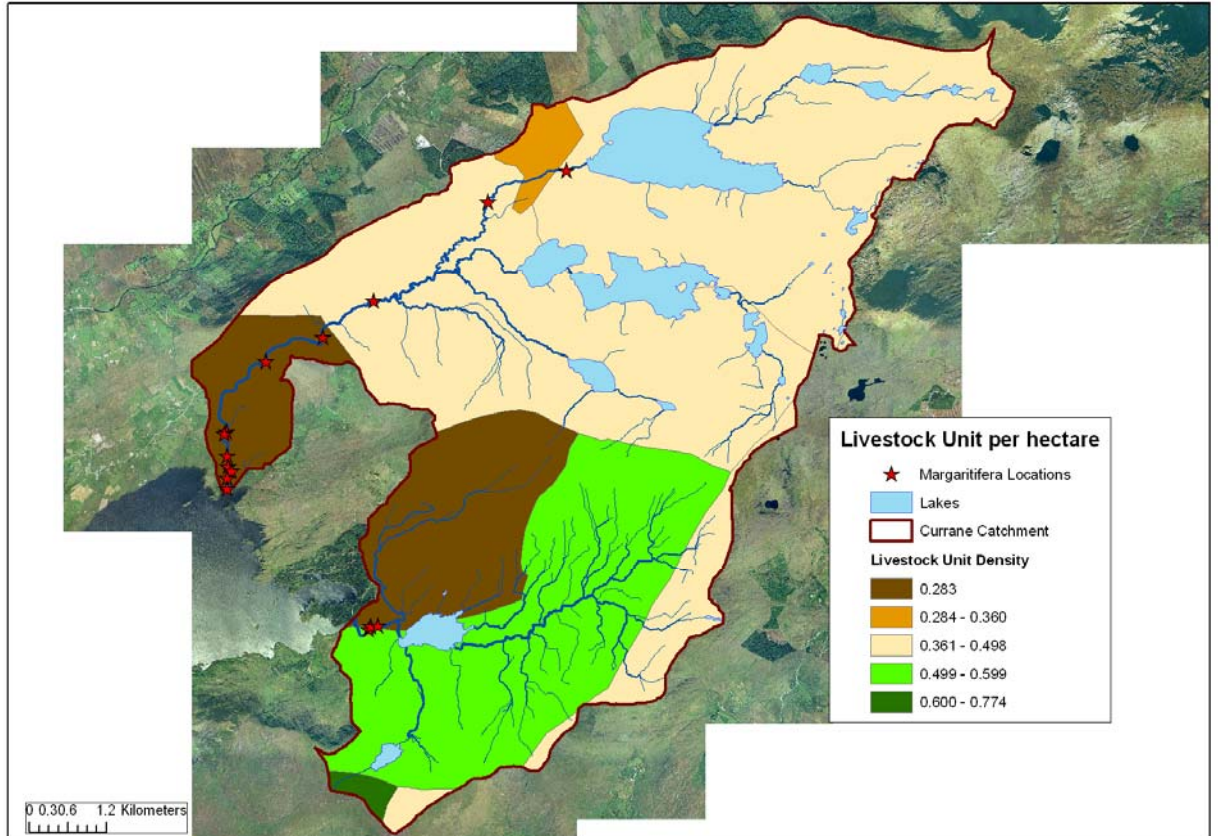 Livestock Unit per hectare
Margaritifera Locations
Lakes
Currane Catchment
Livestock Unit Density
0.283
0.284 - 0.360
0.361 - 0.498
0.499 - 0.599
0.600 - 0.774
0 0.30.6 1.2 Kilometers